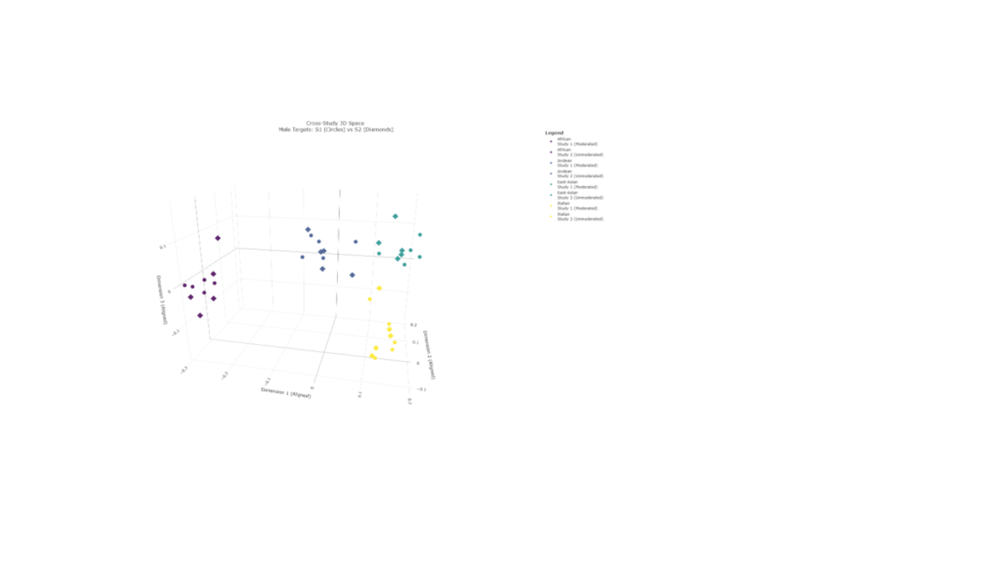 Cross-Study 3D Space
Male Targets: S1 (Circles) vs S2 (Diamonds)
Legend
African
Study 1 (Moderated)
African
Study 2 (Unmoderated)
Andean
Study 1 (Moderated)
Andean
Study 2 (Unmoderated)
East-Asian
Study 1 (Moderated)
East-Asian
Study 2 (Unmoderated)
Italian
Study 1 (Moderated)
Italian
Study 2 (Unmoderated)
0.1
0
−0.1
Dimension 3 (Aligned)
−0.3
−0.2
−0.1
0
0.1
0.2
Dimension 1 (Aligned)
0.2
0.1
0
−0.1
Dimension 2 (Aligned)